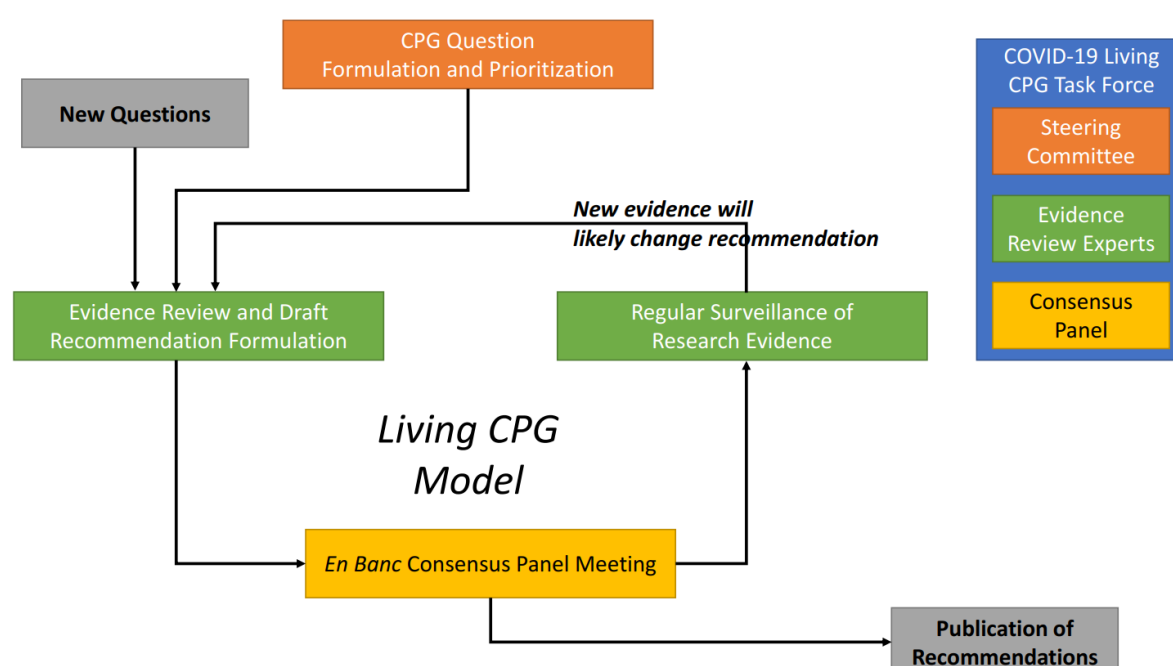 CPG Question
Formulation and Prioritization
New Questions
COVID-19 Living
CPG Task Force
Steering
Committee
Evidence
Review Experts
Consensus
Panel
New evidence will
likely change recommendation
Evidence Review and Draft
Recommendation Formulation
Regular Surveillance of
Research Evidence
Living CPG
Model
En Banc Consensus Panel Meeting
Publication of
Recommendations